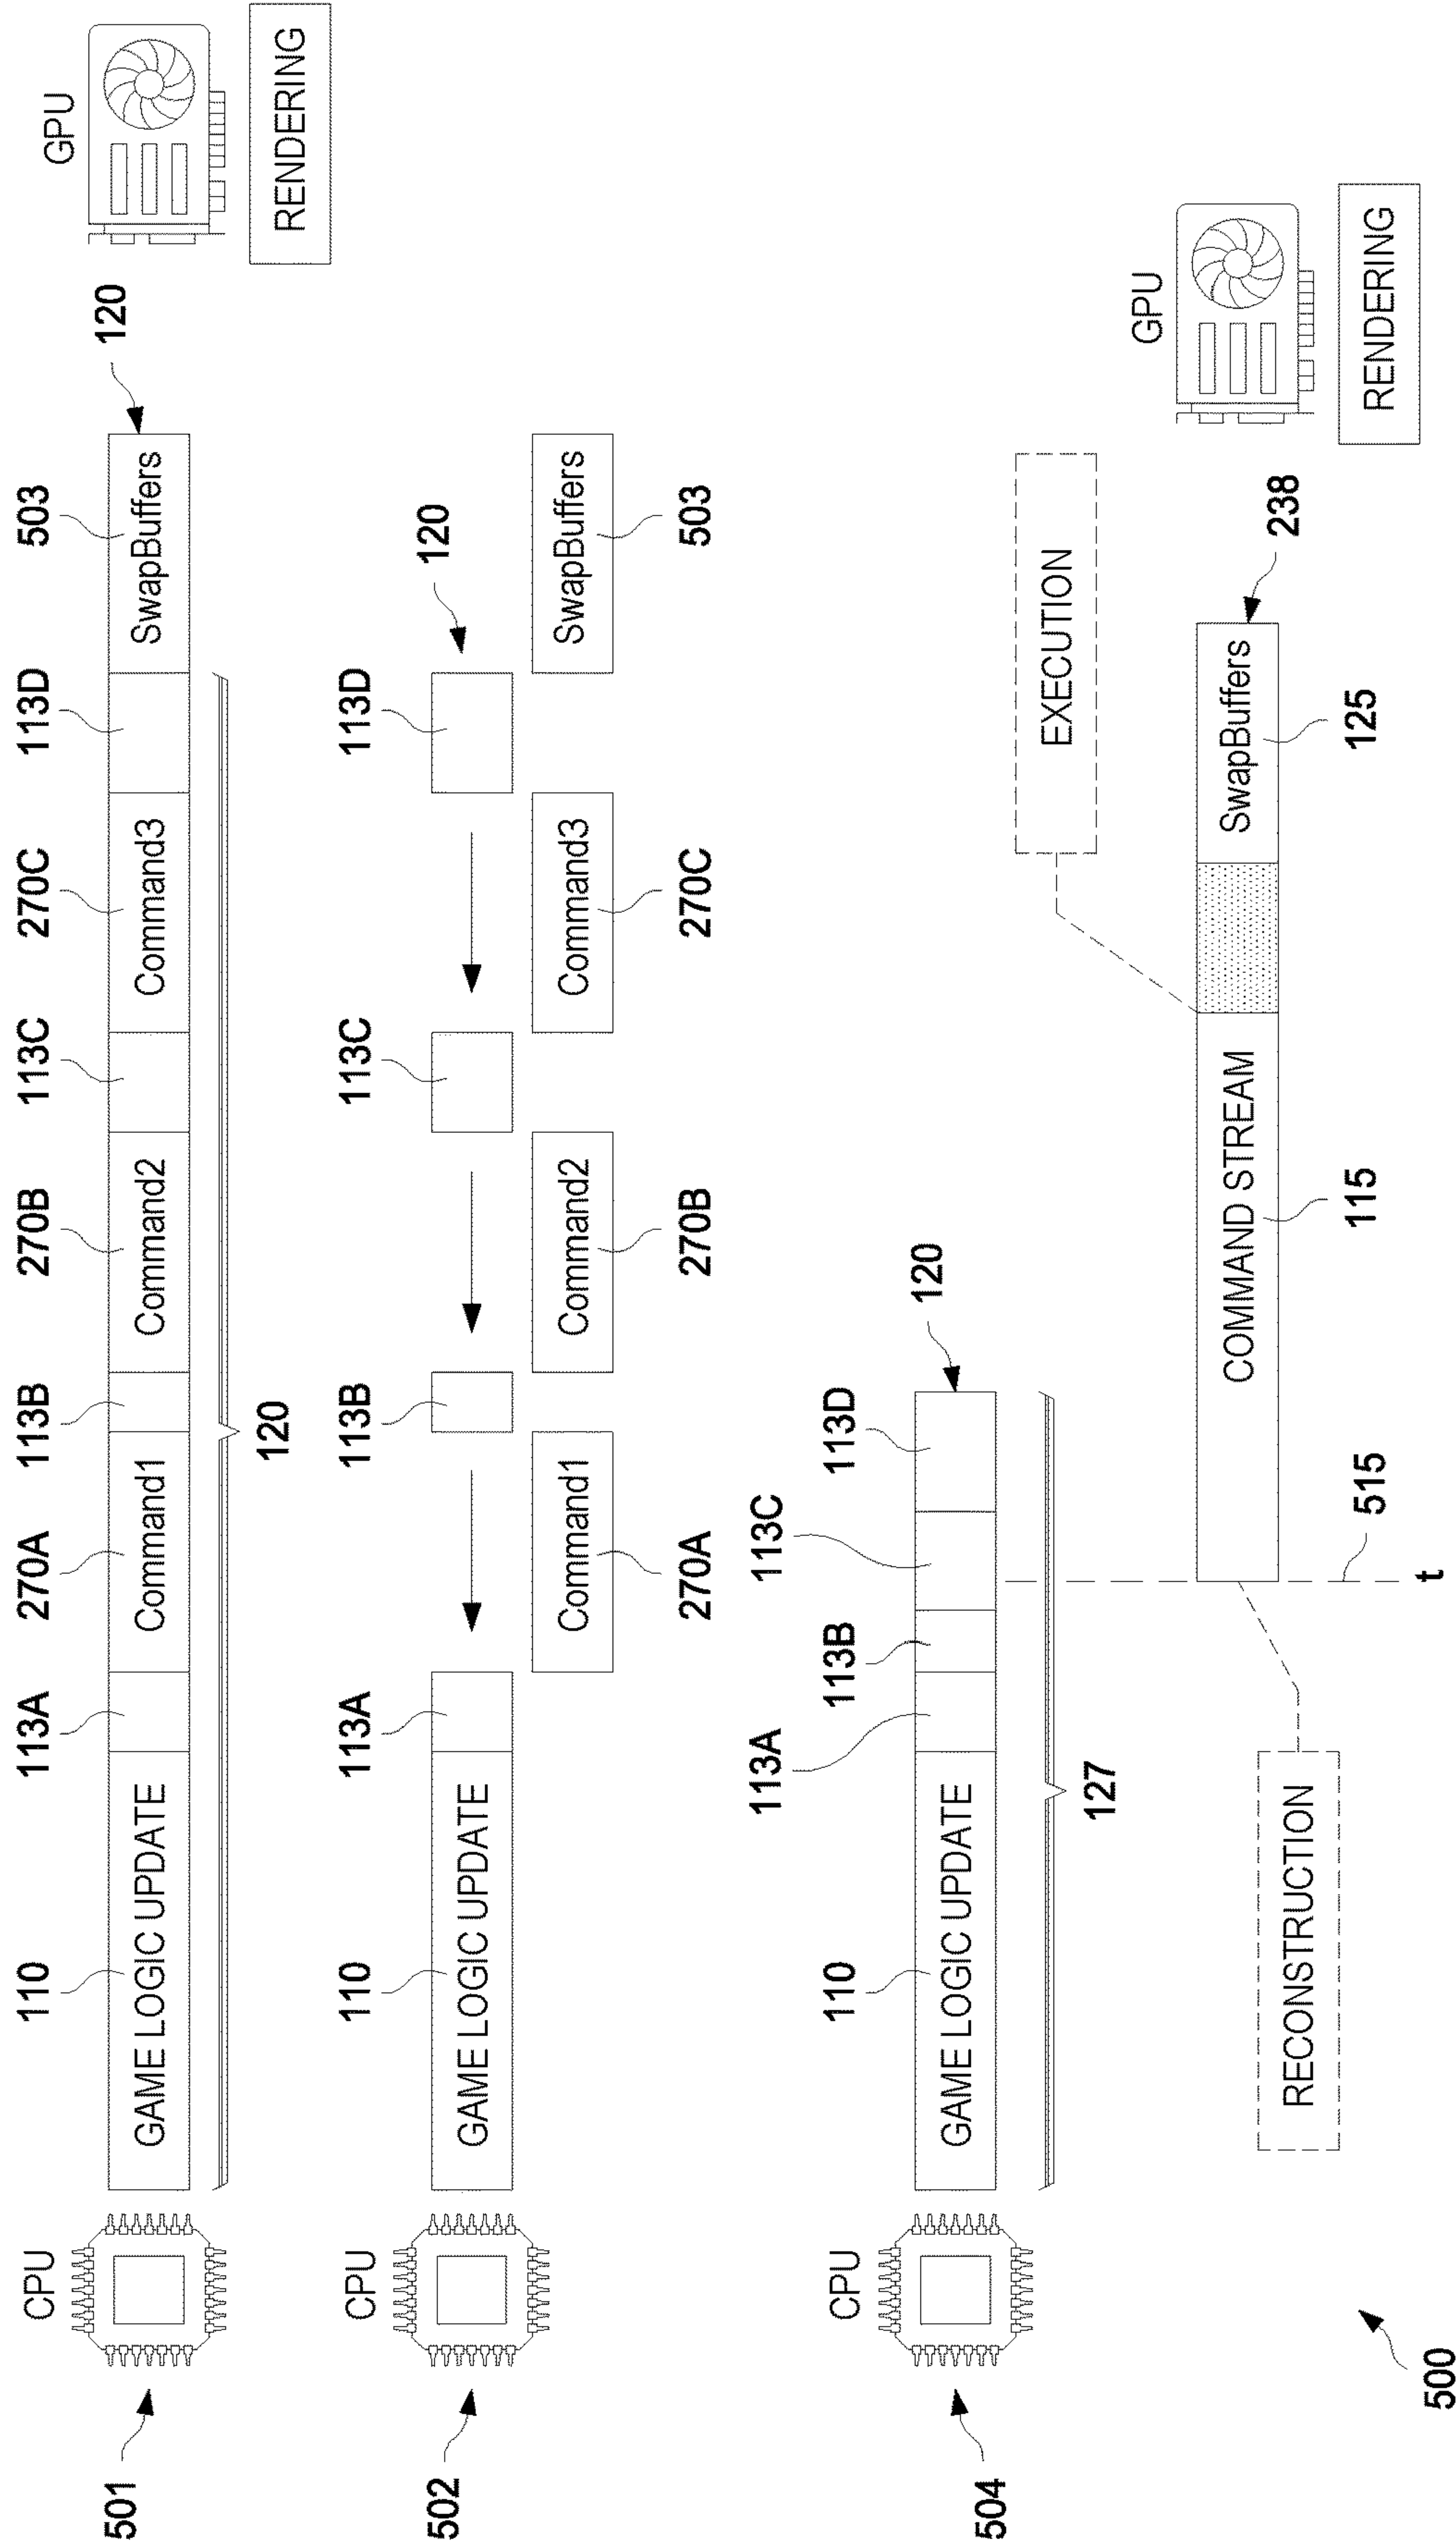 CPU
GPU
110
113A
270A
113B
270B
113C
270C
113D
503
120
GAME LOGIC UPDATE
Command1
Command2
Command3
SwapBuffers
RENDERING
501
120
CPU
110
113A
113B
113C
113D
120
GAME LOGIC UPDATE
Command1
Command2
Command3
SwapBuffers
502
270A
270B
270C
503
CPU
113A
113B
113C
110
113D
120
GAME LOGIC UPDATE
504
127
EXECUTION
GPU
238
COMMAND STREAM
SwapBuffers
RENDERING
RECONSTRUCTION
115
125
515
t
500